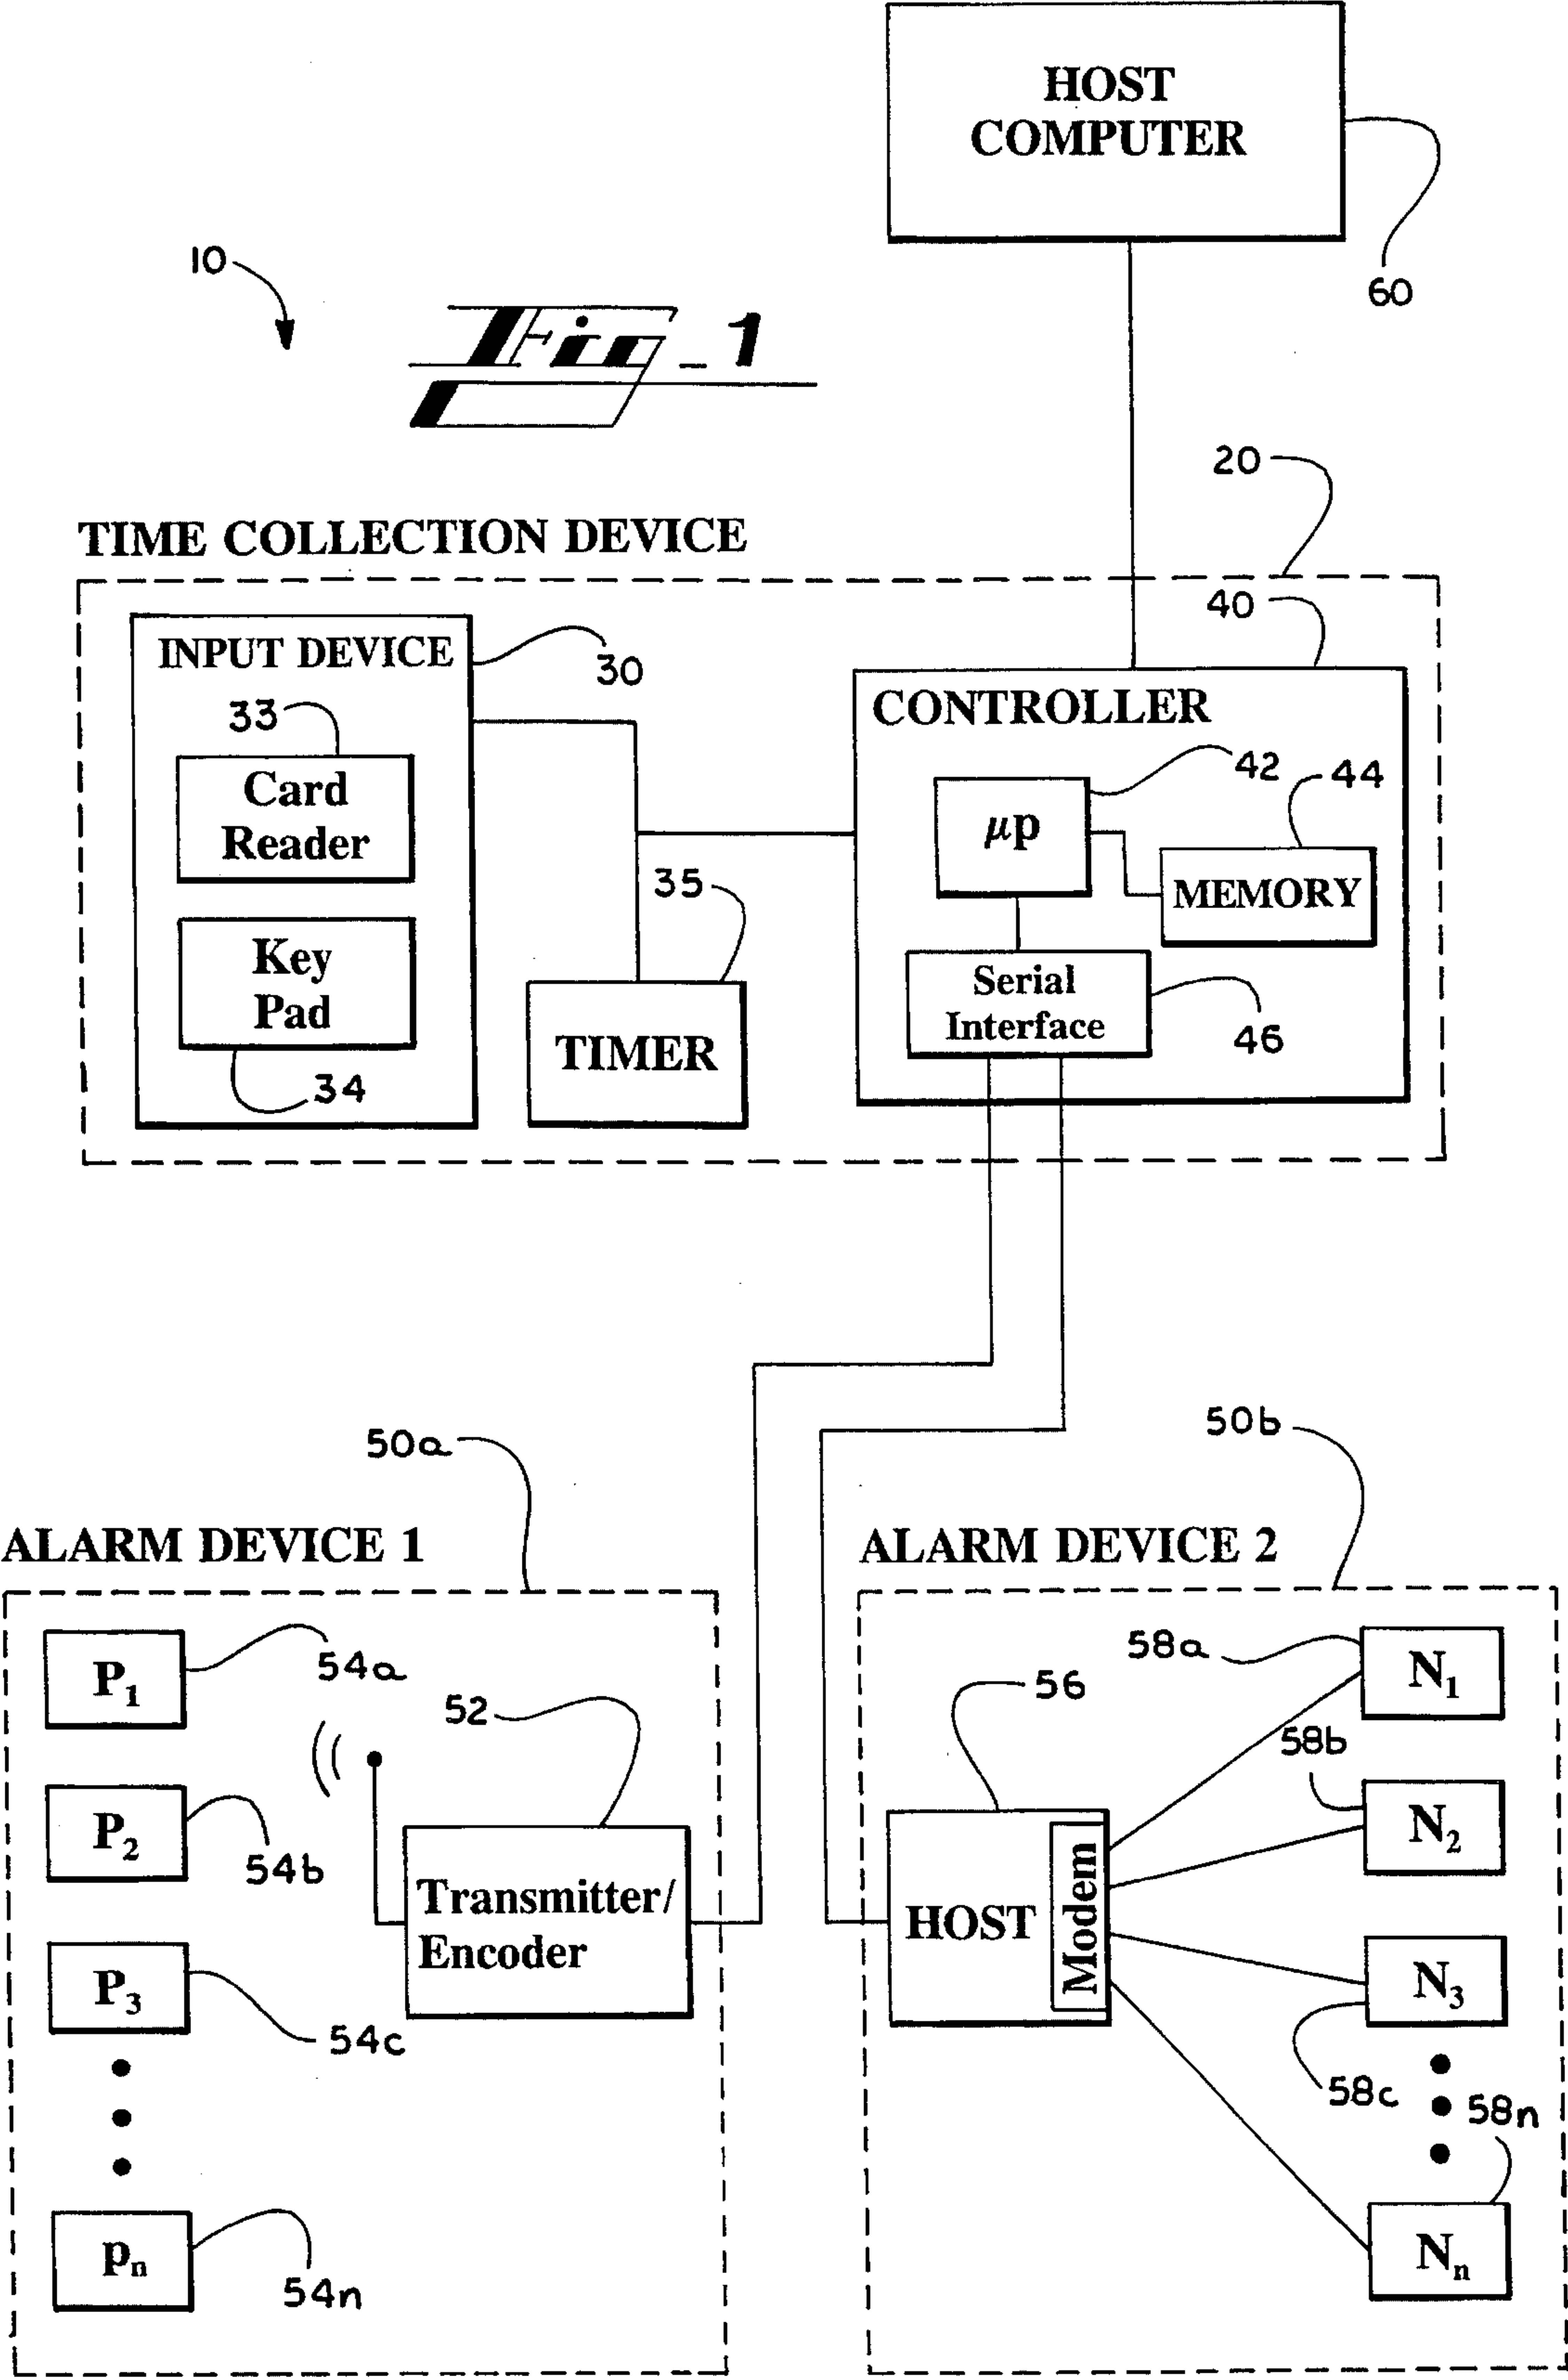 HOST
COMPUTER
60
10
Fig_1
20
TIME COLLECTION DEVICE
40
INPUT DEVICE
30
33
Card
Reader
Key
Pad
34
35
TIMER
CONTROLLER
42
44
μp
MEMORY
Serial
Interface
46
50a
50b
ALARM DEVICE 1
P1
54a
52
P2
54b
Transmitter/
Encoder
P3
54c
pn
54n
ALARM DEVICE 2
58a
N1
56
58b
N2
HOST
Modem
N3
58c
58n
Nn